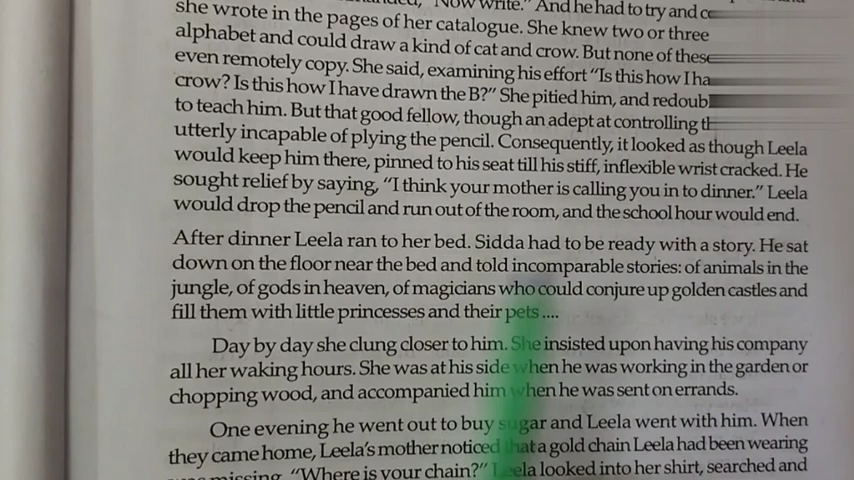 "Now write." And he had to try and
she wrote in the pages of her catalogue. She knew two or three
alphabet and could draw a kind of cat and crow. But none of these
even remotely copy. She said, examining his effort "Is this how I ha
crow? Is this how I have drawn the B?" She pitied him, and redoub
to teach him. But that good fellow, though an adept at controlling
utterly incapable of plying the pencil. Consequently, it looked as though Leela
would keep him there, pinned to his seat till his stiff, inflexible wrist cracked. He
sought relief by saying, "I think your mother is calling you in to dinner." Leela
would drop the pencil and run out of the room, and the school hour would end.
After dinner Leela ran to her bed. Sidda had to be ready with a story. He sat
down on the floor near the bed and told incomparable stories: of animals in the
jungle, of gods in heaven, of magicians who could conjure up golden castles and
fill them with little princesses and their pets ....
Day by day she clung closer to him. She insisted upon having his company
all her waking hours. She was at his side when he was working in the garden or
chopping wood, and accompanied him when he was sent on errands.
One evening he went out to buy sugar and Leela went with him. When
they came home, Leela's mother noticed that a gold chain Leela had been wearing
was missing. "Where is your chain?" Leela looked into her shirt, searched and